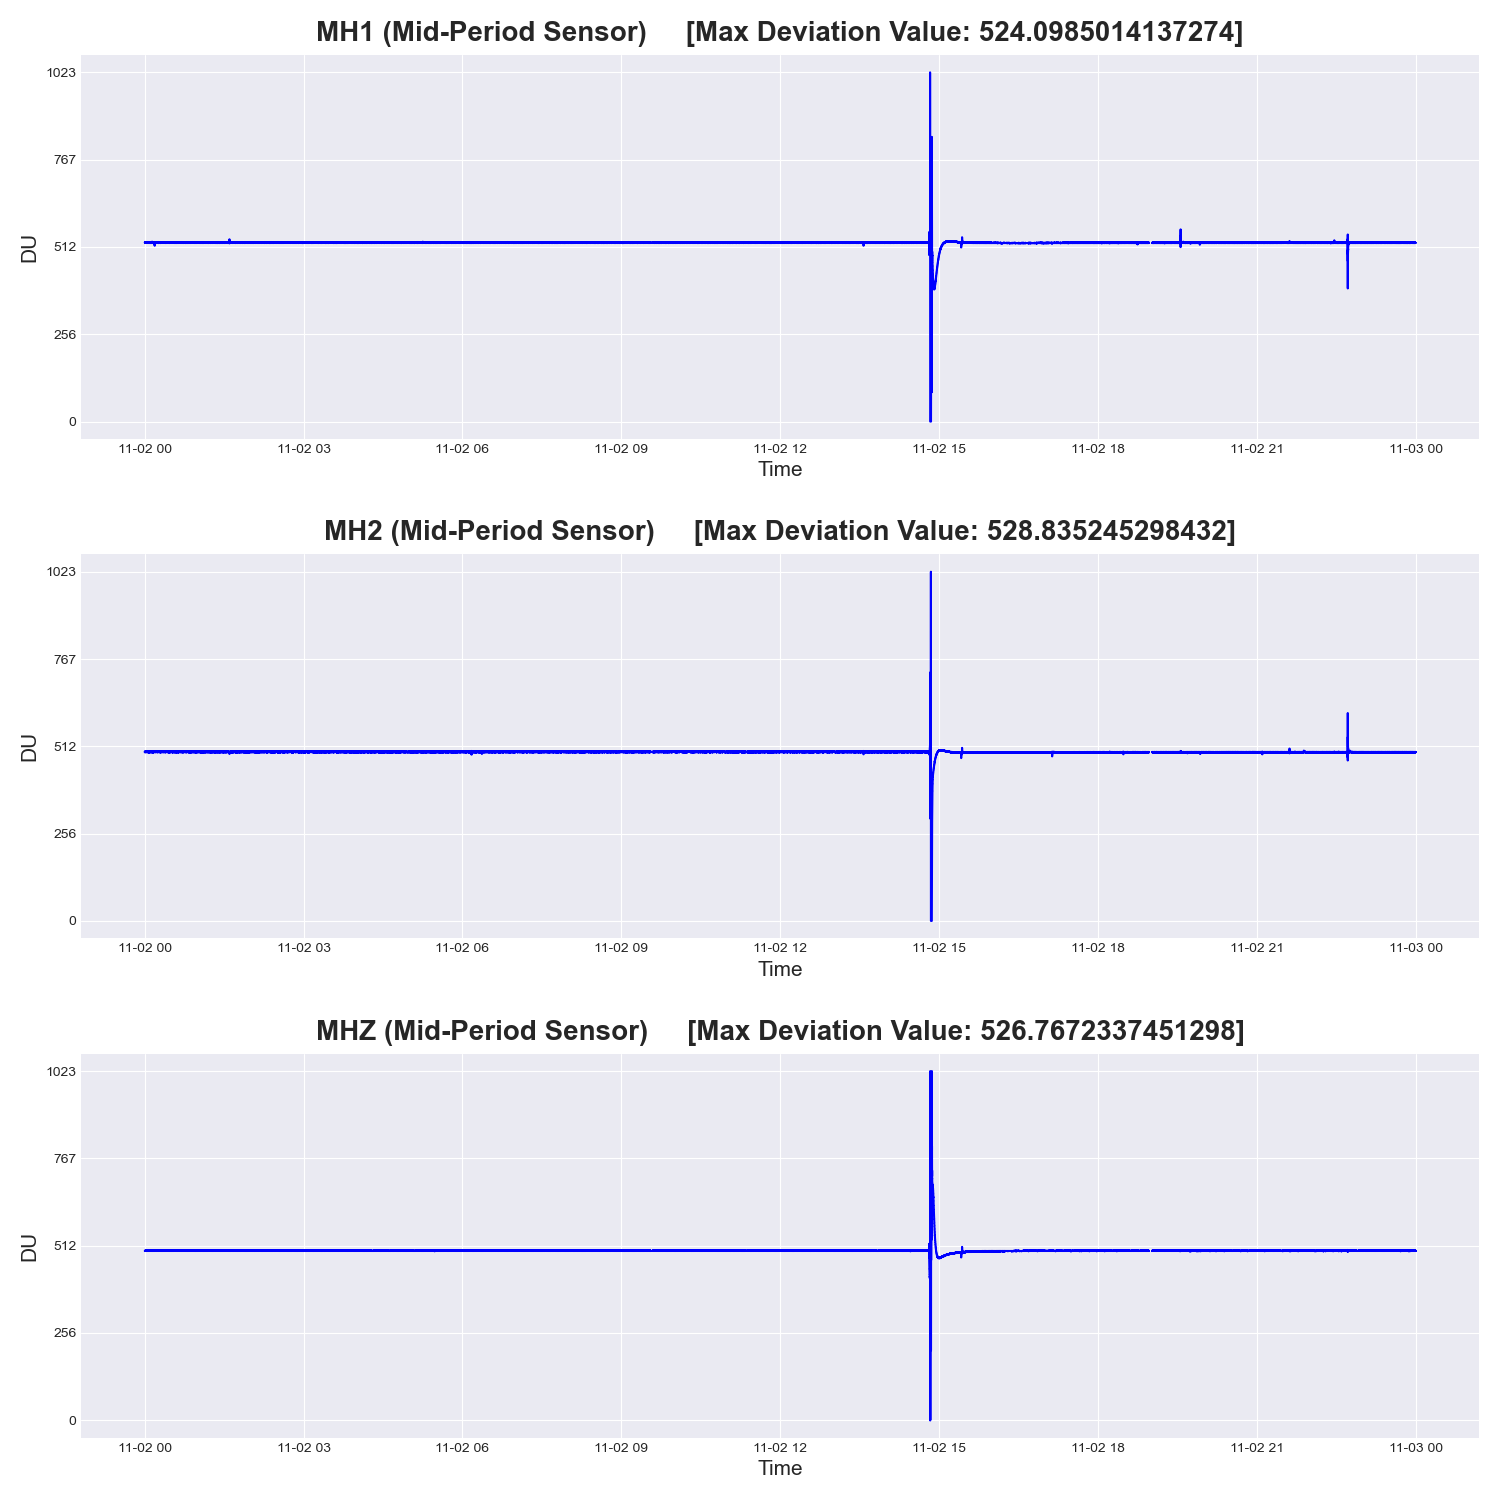 MH1 (Mid-Period Sensor) [Max Deviation Value: 524.0985014137274]
1023
767
512
256
0
DU
11-02 00 11-02 03 11-02 06 11-02 09 11-02 12 11-02 15 11-02 18 11-02 21 11-03 00
Time
MH2 (Mid-Period Sensor) [Max Deviation Value: 528.835245298432]
1023
767
512
256
0
DU
11-02 00 11-02 03 11-02 06 11-02 09 11-02 12 11-02 15 11-02 18 11-02 21 11-03 00
Time
MHZ (Mid-Period Sensor) [Max Deviation Value: 526.7672337451298]
1023
767
512
256
0
DU
11-02 00 11-02 03 11-02 06 11-02 09 11-02 12 11-02 15 11-02 18 11-02 21 11-03 00
Time